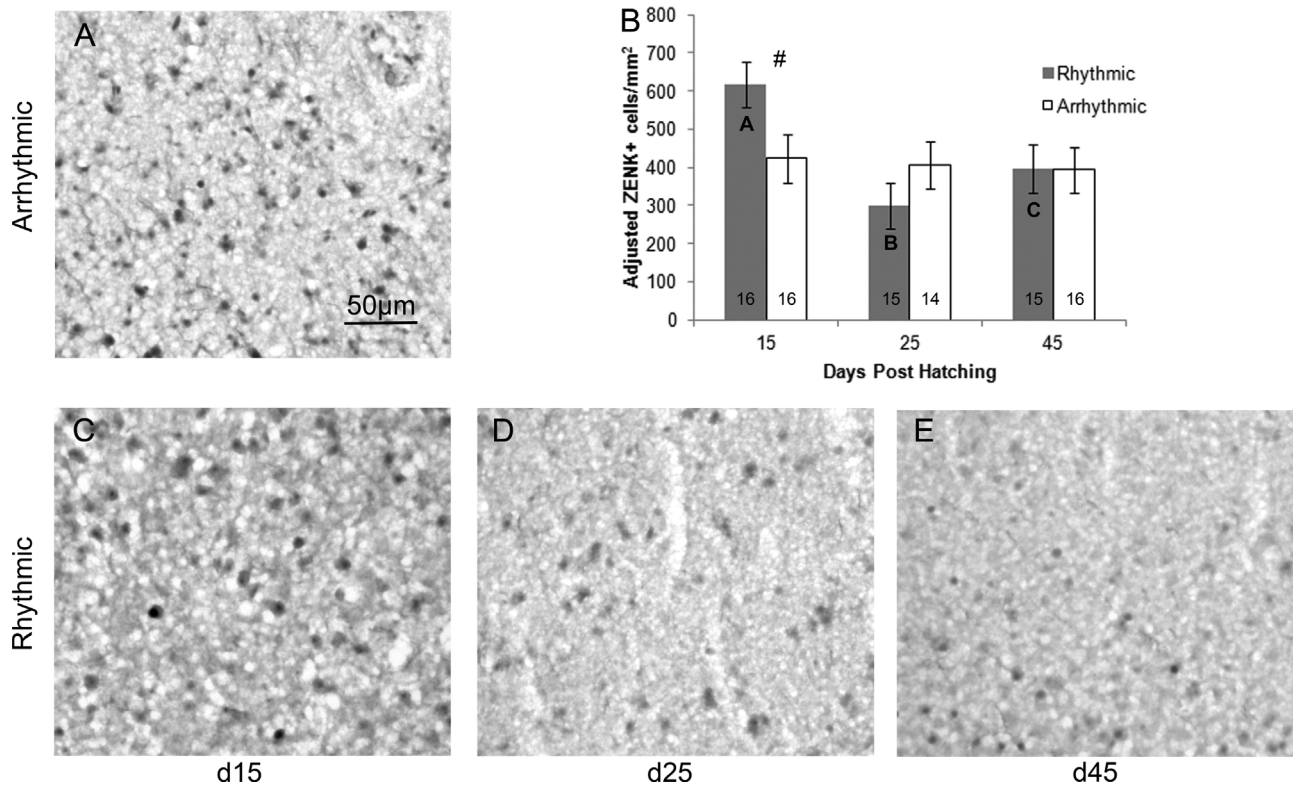 A
Arrhythmic
50µm
B
800
700
600
500
400
300
200
100
0
Adjusted ZENK+ cells/mm²
#
Rhythmic
Arrhythmic
A
B
C
16 16 15 14 15 16
15 25 45
Days Post Hatching
C D E
Rhythmic
d15 d25 d45